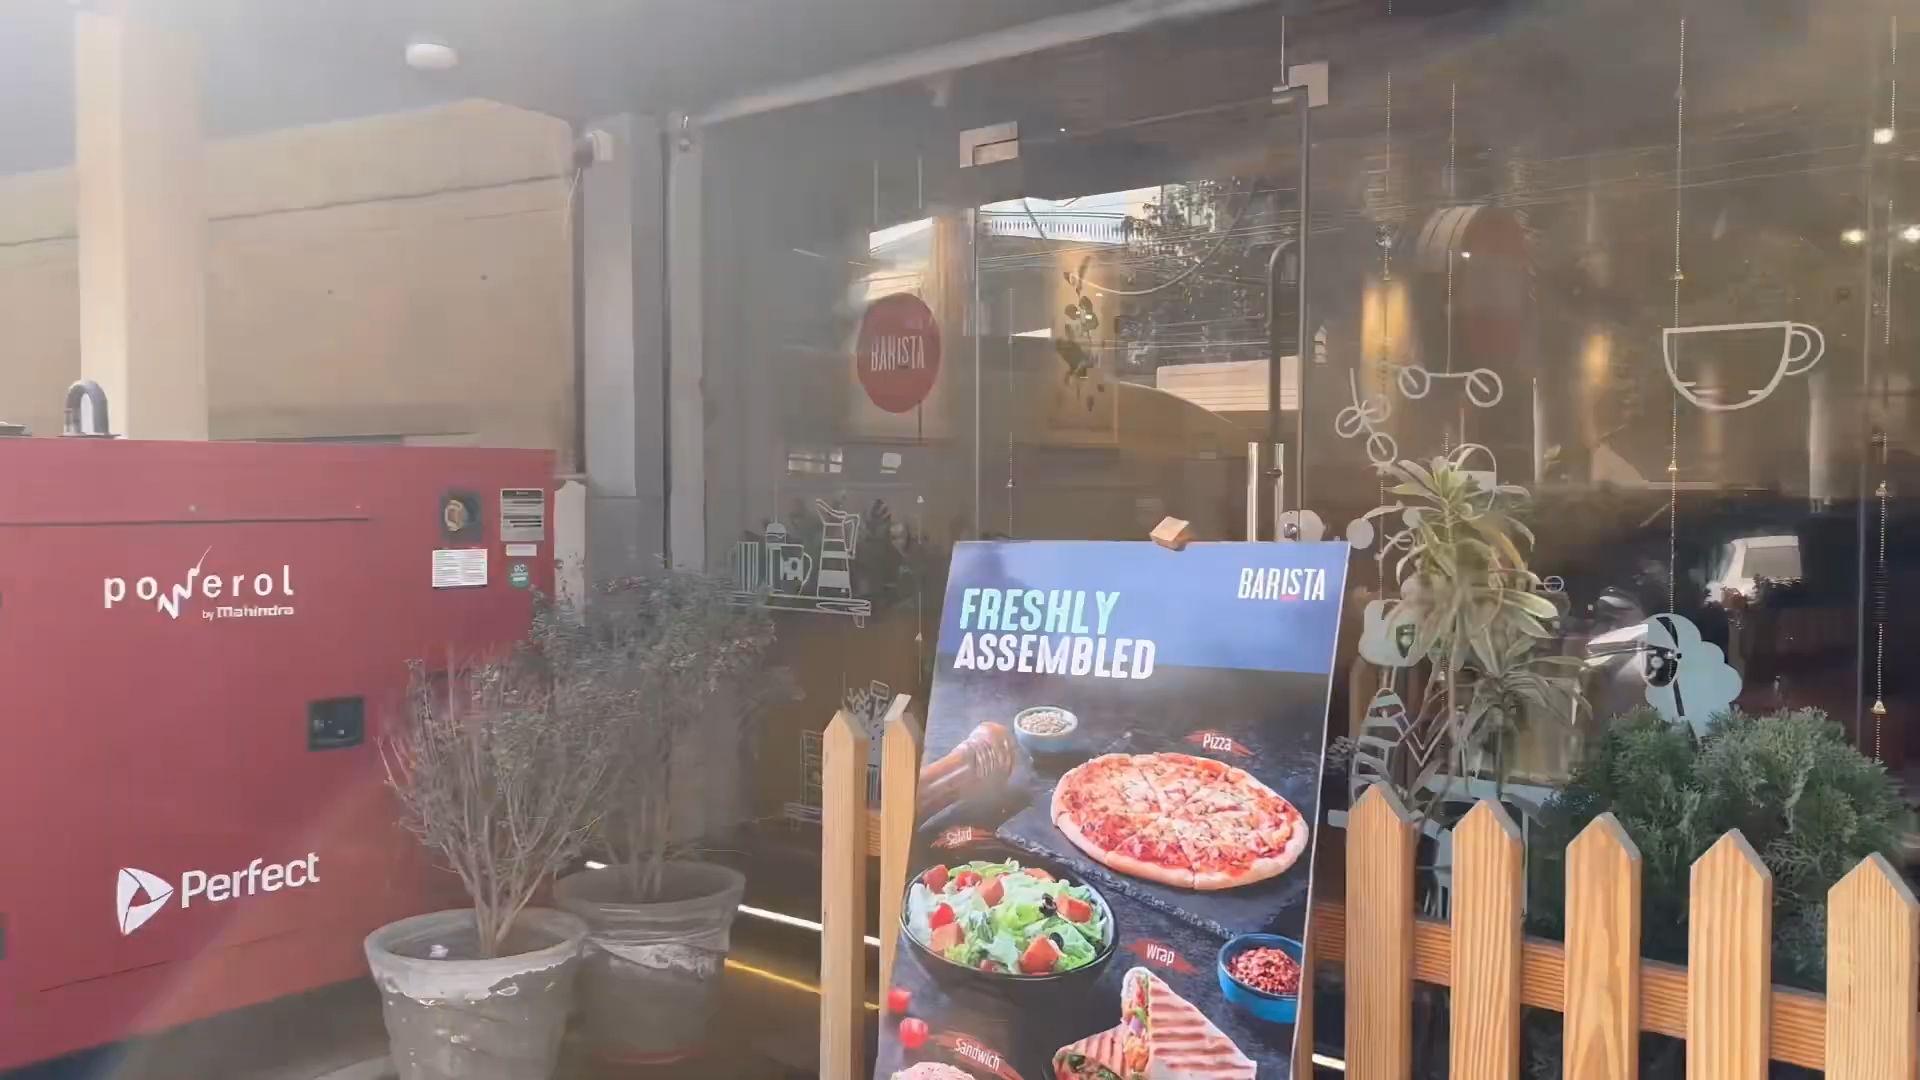 BARISTA
powerol
by Mahindra
Perfect
BARISTA
FRESHLY
ASSEMBLED
Pizza
Salad
Wrap
Sandwich